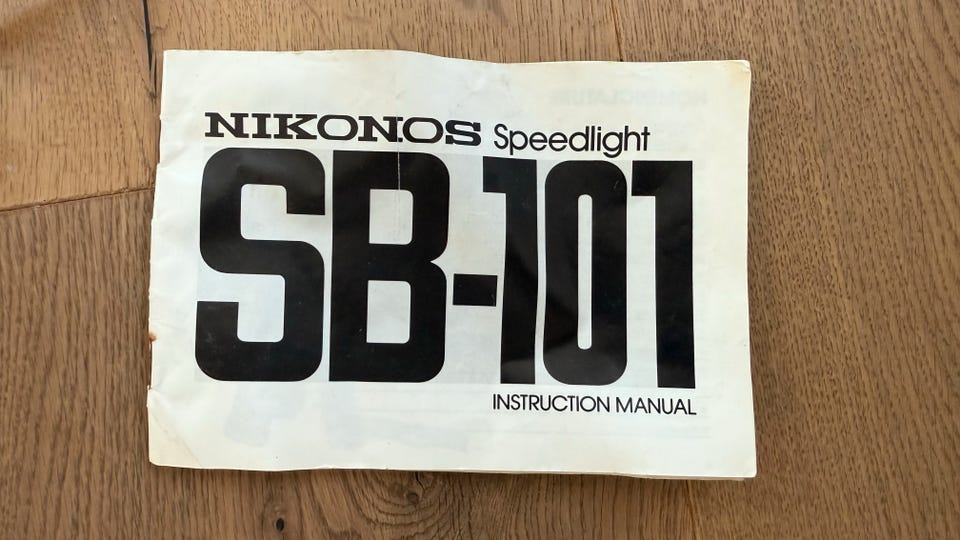 NIKONOS Speedlight
SB-101
INSTRUCTION MANUAL